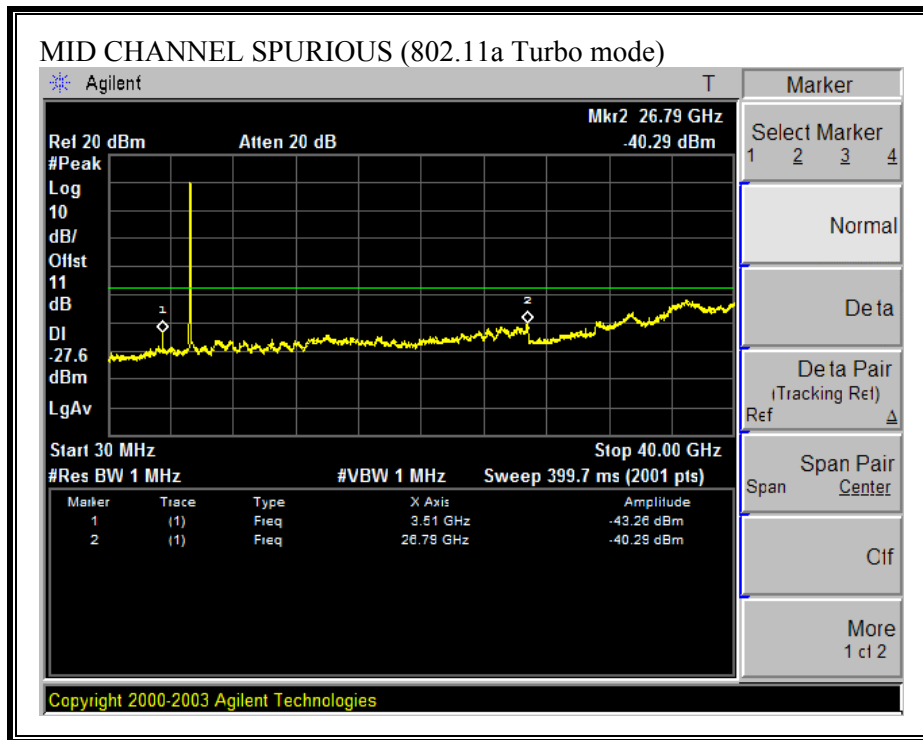 MID CHANNEL SPURIOUS (802.11a Turbo mode)
Agilent T
Mkr2 26.79 GHz
Ref 20 dBm Atten 20 dB -40.29 dBm
#Peak
Log
10
dB/
Offst
11
dB
DI
-27.6
dBm
LgAv
1
2
Start 30 MHz Stop 40.00 GHz
#Res BW 1 MHz #VBW 1 MHz Sweep 399.7 ms (2001 pts)
Marker Trace Type X Axis Amplitude
1 (1) Freq 3.51 GHz -43.26 dBm
2 (1) Freq 26.79 GHz -40.29 dBm
Copyright 2000-2003 Agilent Technologies
Marker
Select Marker
1 2 3 4
Normal
Delta
Delta Pair
(Tracking Ref)
Ref Δ
Span Pair
Span Center
Off
More
1 of 2